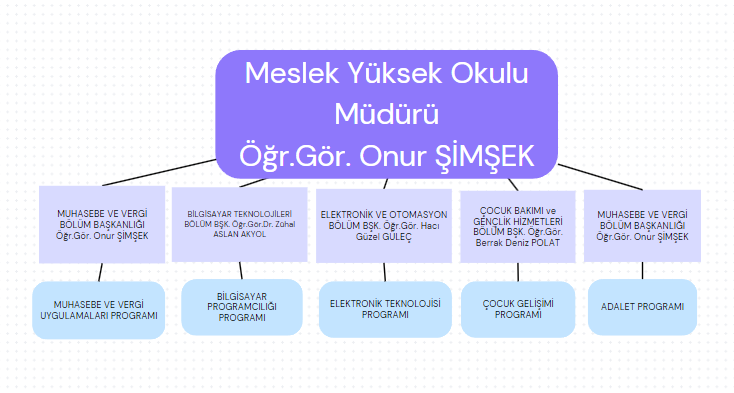 Meslek Yüksek Okulu
Müdürü
Öğr.Gör. Onur ŞİMŞEK
MUHASEBE VE VERGİ
BÖLÜM BAŞKANLIĞI
Öğr.Gör. Onur ŞİMŞEK
BİLGİSAYAR TEKNOLOJİLERİ
BÖLÜM BŞK. Öğr.Gör.Dr. Zühal
ASLAN AKYOL
ELEKTRONİK VE OTOMASYON
BÖLÜM BŞK. Öğr.Gör. Hacı
Güzel GÜLEÇ
ÇOCUK BAKIMI ve
GENÇLİK HİZMETLERİ
BÖLÜM BŞK. Öğr.Gör.
Berrak Deniz POLAT
MUHASEBE VE VERGİ
BÖLÜM BAŞKANLIĞI
Öğr.Gör. Onur ŞİMŞEK
MUHASEBE VE VERGİ
UYGULAMALARI PROGRAMI
BİLGİSAYAR
PROGRAMCILIĞI
PROGRAMI
ELEKTRONİK TEKNOLOJİSİ
PROGRAMI
ÇOCUK GELİŞİMİ
PROGRAMI
ADALET PROGRAMI